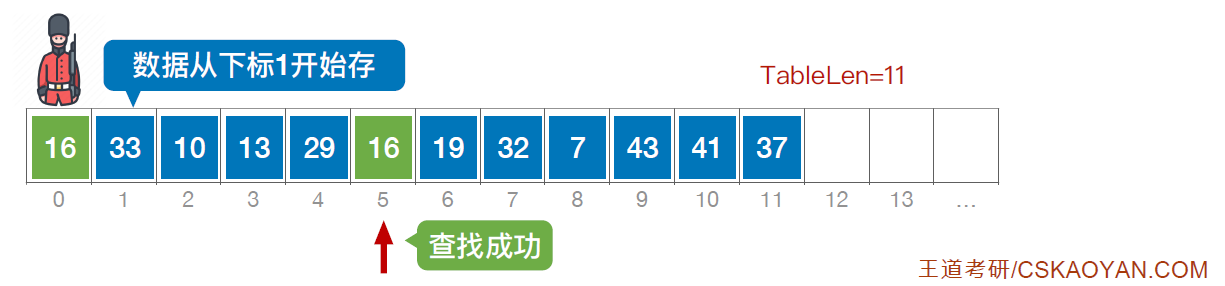 数据从下标1开始存
TableLen=11
16 33 10 13 29 16 19 32 7 43 41 37
0 1 2 3 4 5 6 7 8 9 10 11 12 13 ...
查找成功
王道考研/CSKAOYAN.COM